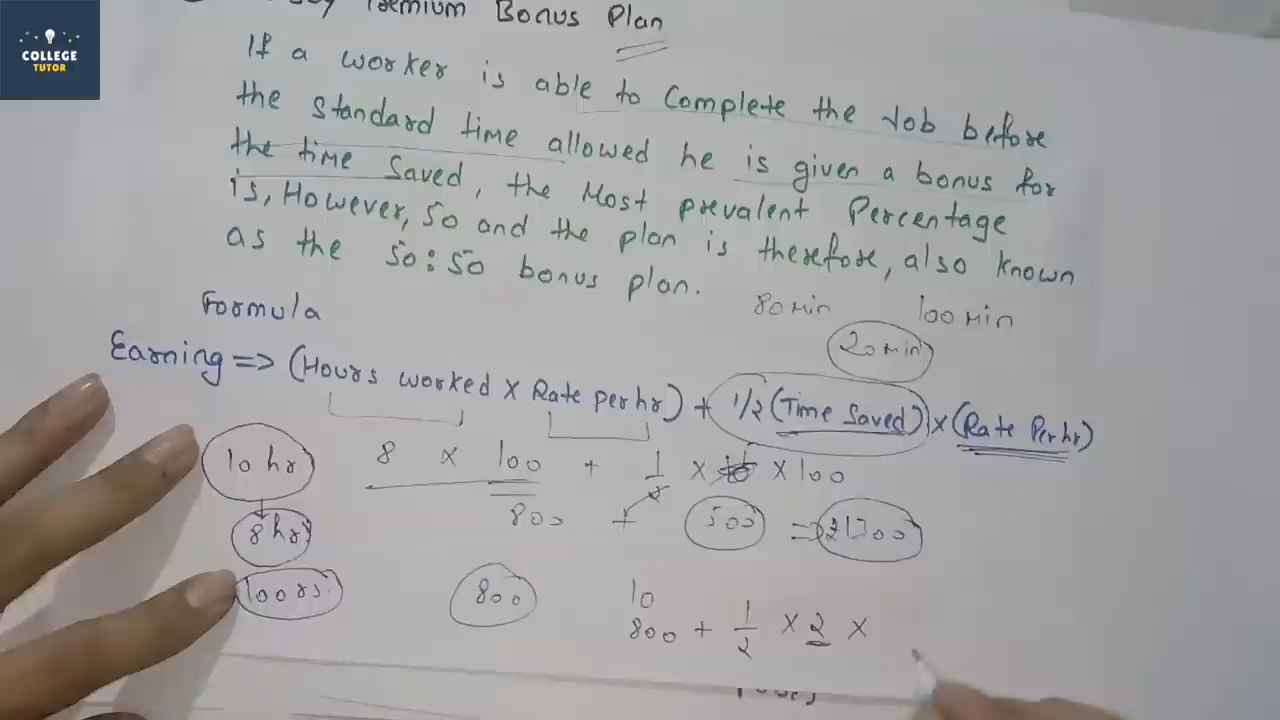 COLLEGE
TUTOR
Premium Bonus Plan
If a worker is able to Complete the Job before
the standard time allowed he is given a bonus for
the time Saved, the Most prevalent Percentage
is, However, 50 and the plan is therefore, also known
as the 50:50 bonus plan.
80 Min 100 Min
20 min
Formula
Earning => (Hours worked X Rate per hr) + 1/2 (Time Saved) X (Rate Per hr)
10 hr 8 X 100 + 1/2 X X 100
8 hr 800 + 500 =>
100 rs. 800 10
800 + 1/2 X 2 X